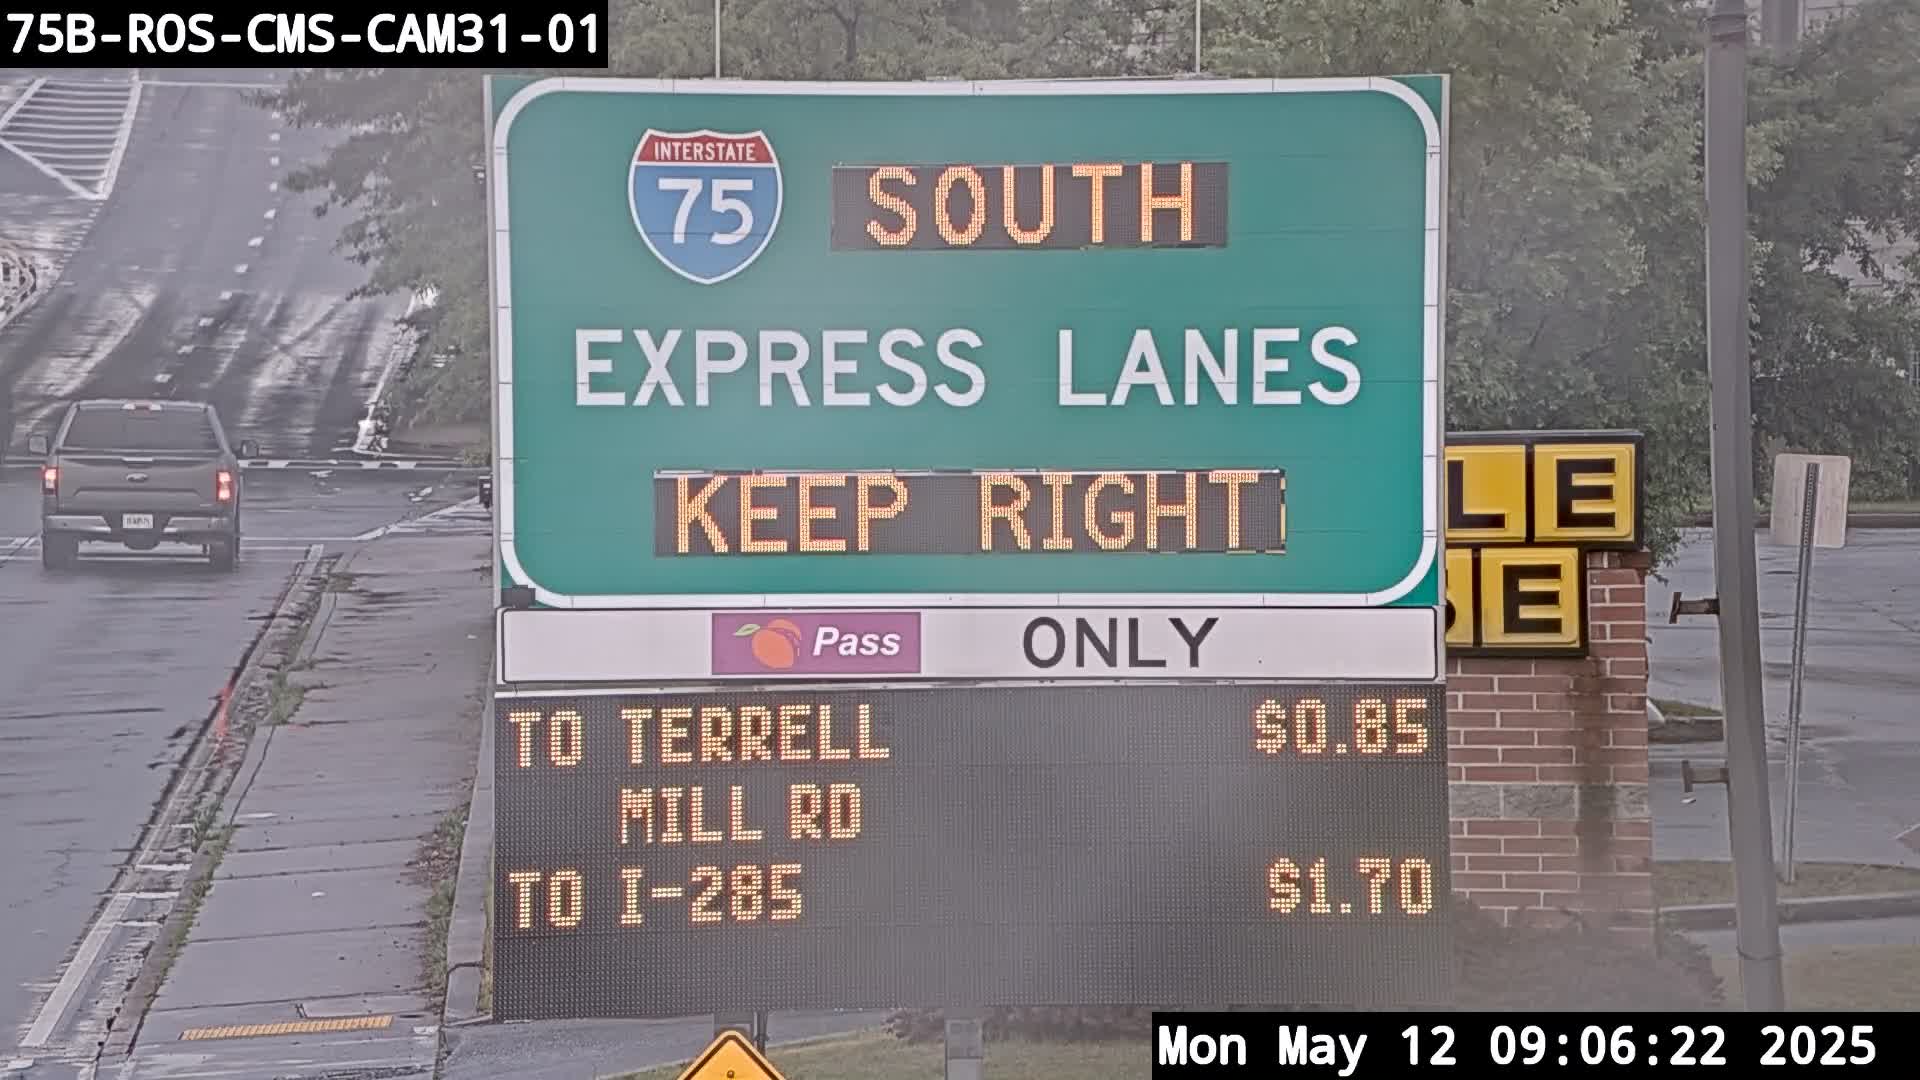 75B-ROS-CMS-CAM31-01
INTERSTATE
75
SOUTH
EXPRESS LANES
KEEP RIGHT
LE
E
Pass ONLY
TO TERRELL $0.85
MILL RD
TO I-285 $1.70
Mon May 12 09:06:22 2025